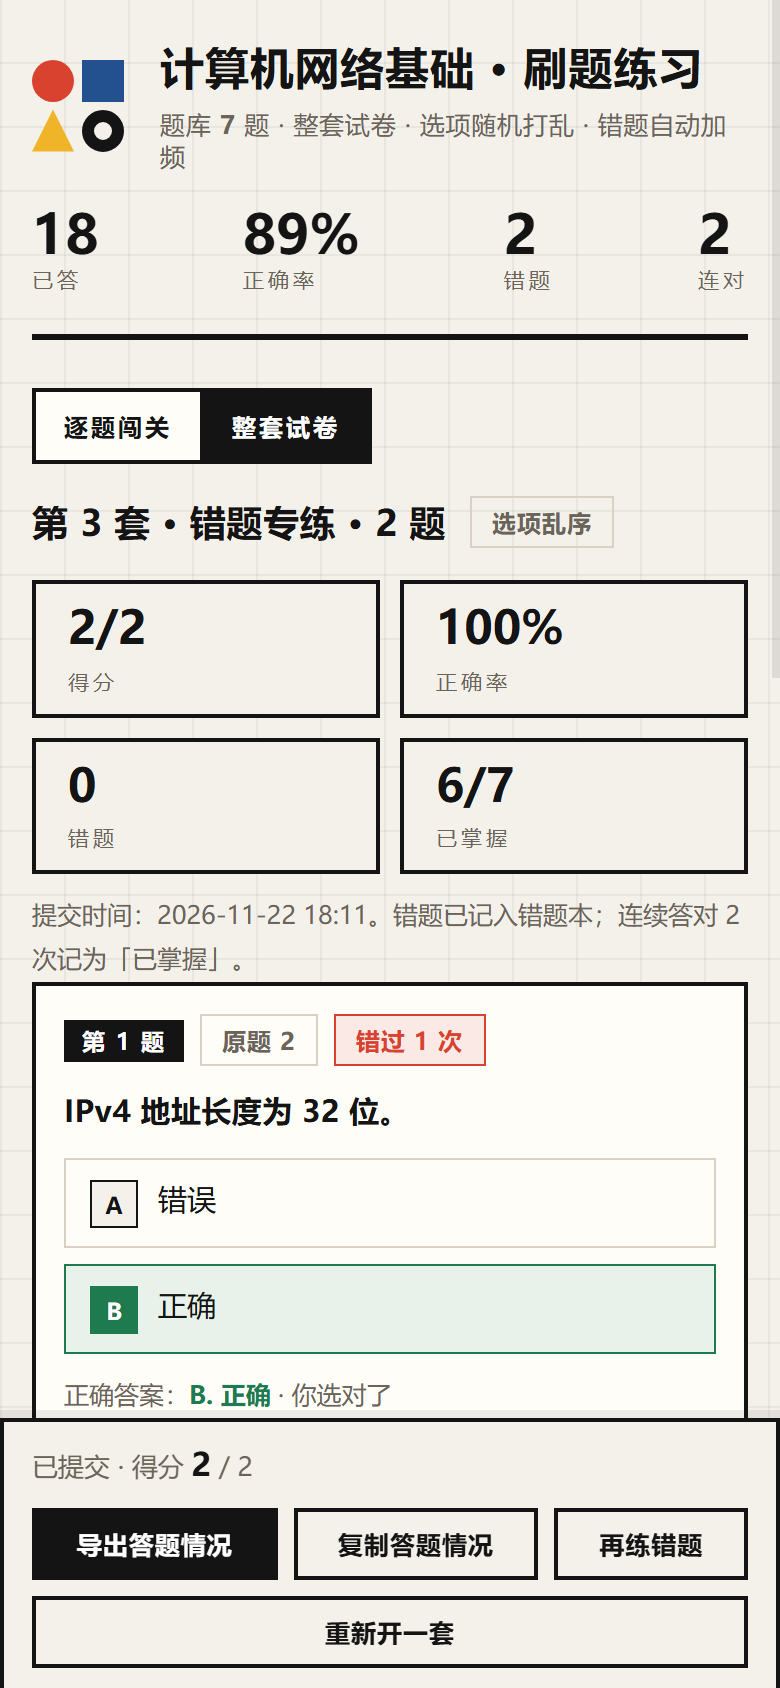 计算机网络基础·刷题练习
题库 7 题 · 整套试卷 · 选项随机打乱 · 错题自动加
频
18 89% 2 2
已答 正确率 错题 连对
逐题闯关 整套试卷
第 3 套·错题专练·2 题 选项乱序
2/2 100%
得分 正确率
0 6/7
错题 已掌握
提交时间：2026-11-22 18:11。错题已记入错题本；连续答对 2
次记为「已掌握」。
第 1 题 原题 2 错过 1 次
IPv4 地址长度为 32 位。
A 错误
B 正确
正确答案：B. 正确 · 你选对了
已提交 · 得分 2 / 2
导出答题情况 复制答题情况 再练错题
重新开一套